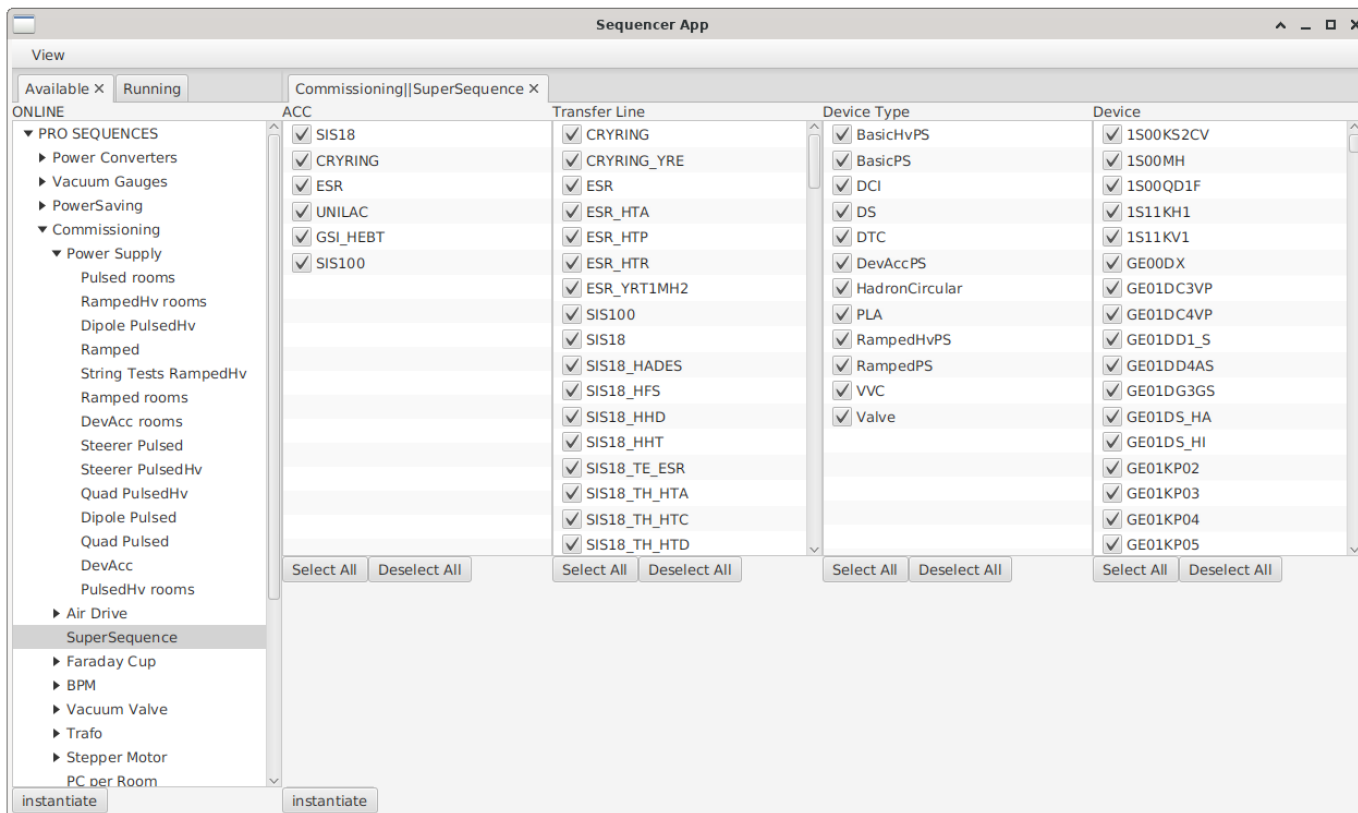 Sequencer App
View
Available
Running
Commissioning||SuperSequence
ONLINE
PRO SEQUENCES
Power Converters
Vacuum Gauges
PowerSaving
Commissioning
Power Supply
Pulsed rooms
RampedHv rooms
Dipole PulsedHv
Ramped
String Tests RampedHv
Ramped rooms
DevAcc rooms
Steerer Pulsed
Steerer PulsedHv
Quad PulsedHv
Dipole Pulsed
Quad Pulsed
DevAcc
PulsedHv rooms
Air Drive
SuperSequence
Faraday Cup
BPM
Vacuum Valve
Trafo
Stepper Motor
PC per Room
instantiate
ACC
SIS18
CRYRING
ESR
UNILAC
GSI_HEBT
SIS100
Select All
Deselect All
Transfer Line
CRYRING
CRYRING_YRE
ESR
ESR_HTA
ESR_HTP
ESR_HTR
ESR_YRT1MH2
SIS100
SIS18
SIS18_HADES
SIS18_HFS
SIS18_HHD
SIS18_HHT
SIS18_TE_ESR
SIS18_TH_HTA
SIS18_TH_HTC
SIS18_TH_HTD
Select All
Deselect All
Device Type
BasicHvPS
BasicPS
DCI
DS
DTC
DevAccPS
HadronCircular
PLA
RampedHvPS
RampedPS
VVC
Valve
Select All
Deselect All
Device
1S00KS2CV
1S00MH
1S00QD1F
1S11KH1
1S11KV1
GE00DX
GE01DC3VP
GE01DC4VP
GE01DD1_S
GE01DD4AS
GE01DG3GS
GE01DS_HA
GE01DS_HI
GE01KP02
GE01KP03
GE01KP04
GE01KP05
Select All
Deselect All
instantiate